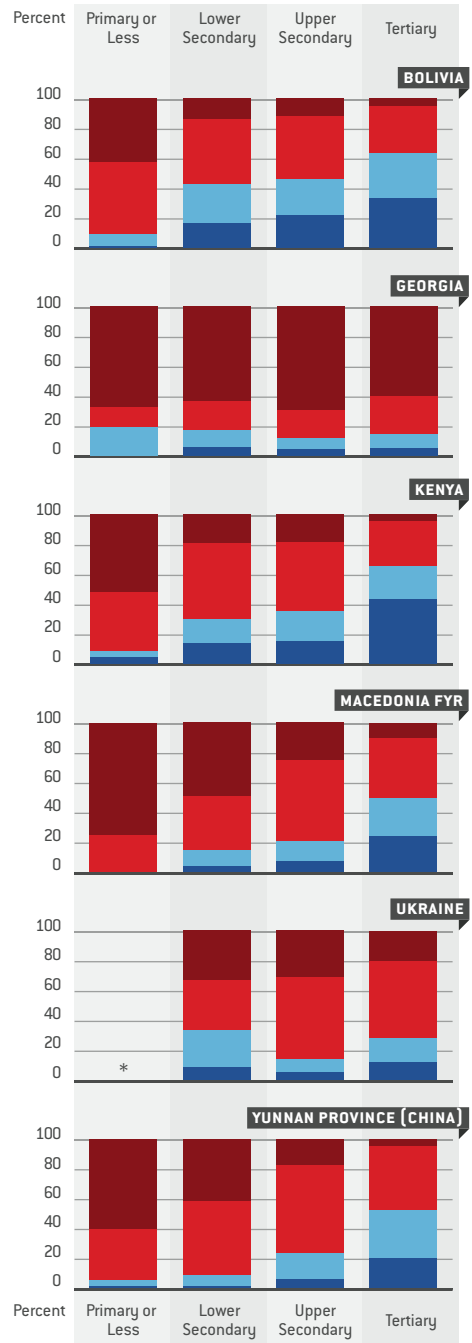 Percent
Primary or
Less
Lower
Secondary
Upper
Secondary
Tertiary
BOLIVIA
100
80
60
40
20
0
GEORGIA
100
80
60
40
20
0
KENYA
100
80
60
40
20
0
MACEDONIA FYR
100
80
60
40
20
0
UKRAINE
100
80
60
40
20
0
*
YUNNAN PROVINCE (CHINA)
100
80
60
40
20
0
Percent
Primary or
Less
Lower
Secondary
Upper
Secondary
Tertiary